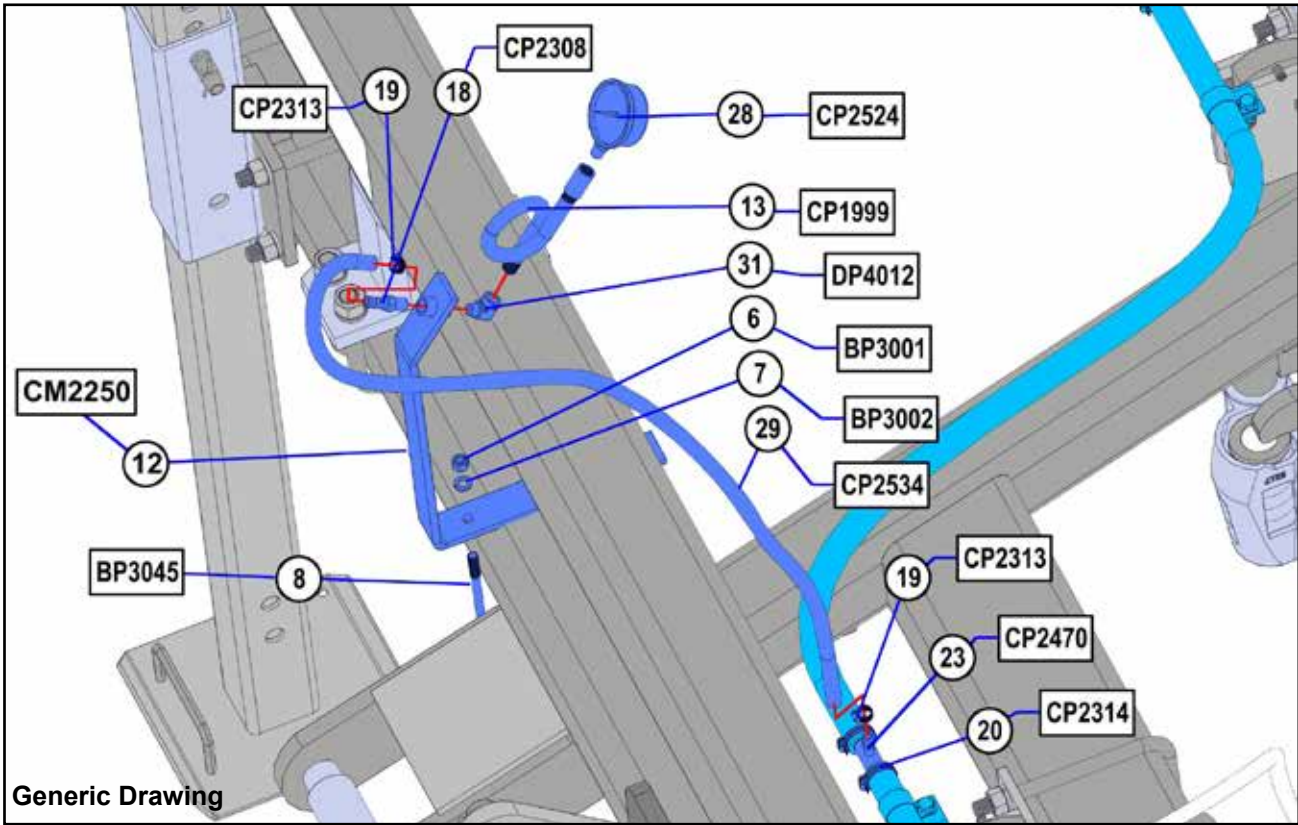 CP2308
CP2313
19
18
28
CP2524
13
CP1999
31
DP4012
6
BP3001
7
BP3002
CM2250
12
29
CP2534
BP3045
8
19
CP2313
23
CP2470
20
CP2314
Generic Drawing